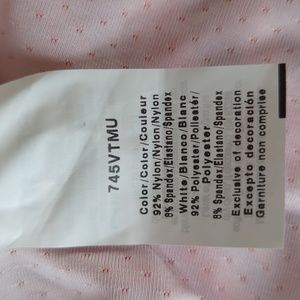 745VTMU
Color/Color/Couleur
92% Nylon/Nylon/Nylon
8% Spandex/Elastano/Spandex
White/Blanco/Blanc
92% Polyester/Poliestér/
Polyester
8% Spandex/Elastano/Spandex
Exclusive of decoration
Excepto decoración
Garniture non comprise